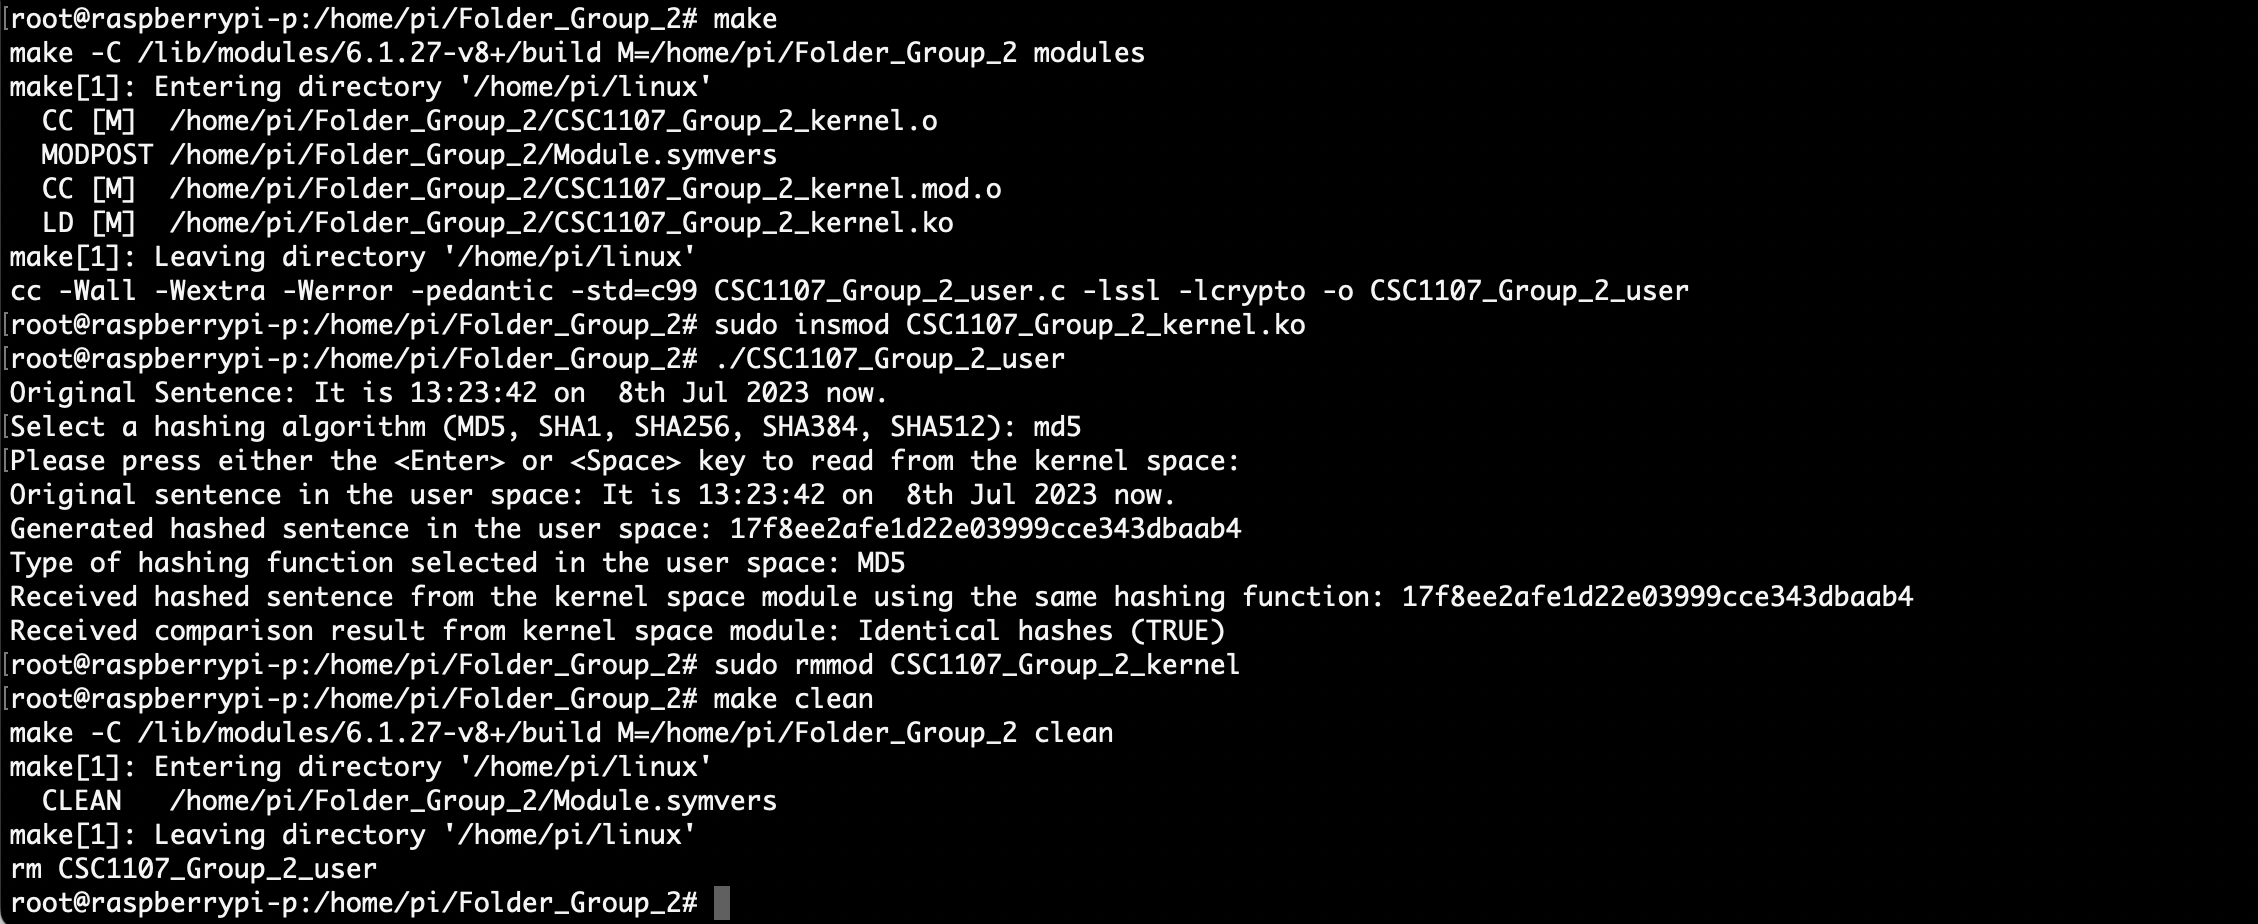 [root@raspberrypi-p:/home/pi/Folder_Group_2# make
make -C /lib/modules/6.1.27-v8+/build M=/home/pi/Folder_Group_2 modules
make[1]: Entering directory '/home/pi/linux'
  CC [M]  /home/pi/Folder_Group_2/CSC1107_Group_2_kernel.o
  MODPOST /home/pi/Folder_Group_2/Module.symvers
  CC [M]  /home/pi/Folder_Group_2/CSC1107_Group_2_kernel.mod.o
  LD [M]  /home/pi/Folder_Group_2/CSC1107_Group_2_kernel.ko
make[1]: Leaving directory '/home/pi/linux'
cc -Wall -Wextra -Werror -pedantic -std=c99 CSC1107_Group_2_user.c -lssl -lcrypto -o CSC1107_Group_2_user
[root@raspberrypi-p:/home/pi/Folder_Group_2# sudo insmod CSC1107_Group_2_kernel.ko
[root@raspberrypi-p:/home/pi/Folder_Group_2# ./CSC1107_Group_2_user
Original Sentence: It is 13:23:42 on  8th Jul 2023 now.
[Select a hashing algorithm (MD5, SHA1, SHA256, SHA384, SHA512): md5
[Please press either the <Enter> or <Space> key to read from the kernel space:
Original sentence in the user space: It is 13:23:42 on  8th Jul 2023 now.
Generated hashed sentence in the user space: 17f8ee2afe1d22e03999cce343dbaab4
Type of hashing function selected in the user space: MD5
Received hashed sentence from the kernel space module using the same hashing function: 17f8ee2afe1d22e03999cce343dbaab4
Received comparison result from kernel space module: Identical hashes (TRUE)
[root@raspberrypi-p:/home/pi/Folder_Group_2# sudo rmmod CSC1107_Group_2_kernel
[root@raspberrypi-p:/home/pi/Folder_Group_2# make clean
make -C /lib/modules/6.1.27-v8+/build M=/home/pi/Folder_Group_2 clean
make[1]: Entering directory '/home/pi/linux'
  CLEAN   /home/pi/Folder_Group_2/Module.symvers
make[1]: Leaving directory '/home/pi/linux'
rm CSC1107_Group_2_user
root@raspberrypi-p:/home/pi/Folder_Group_2#